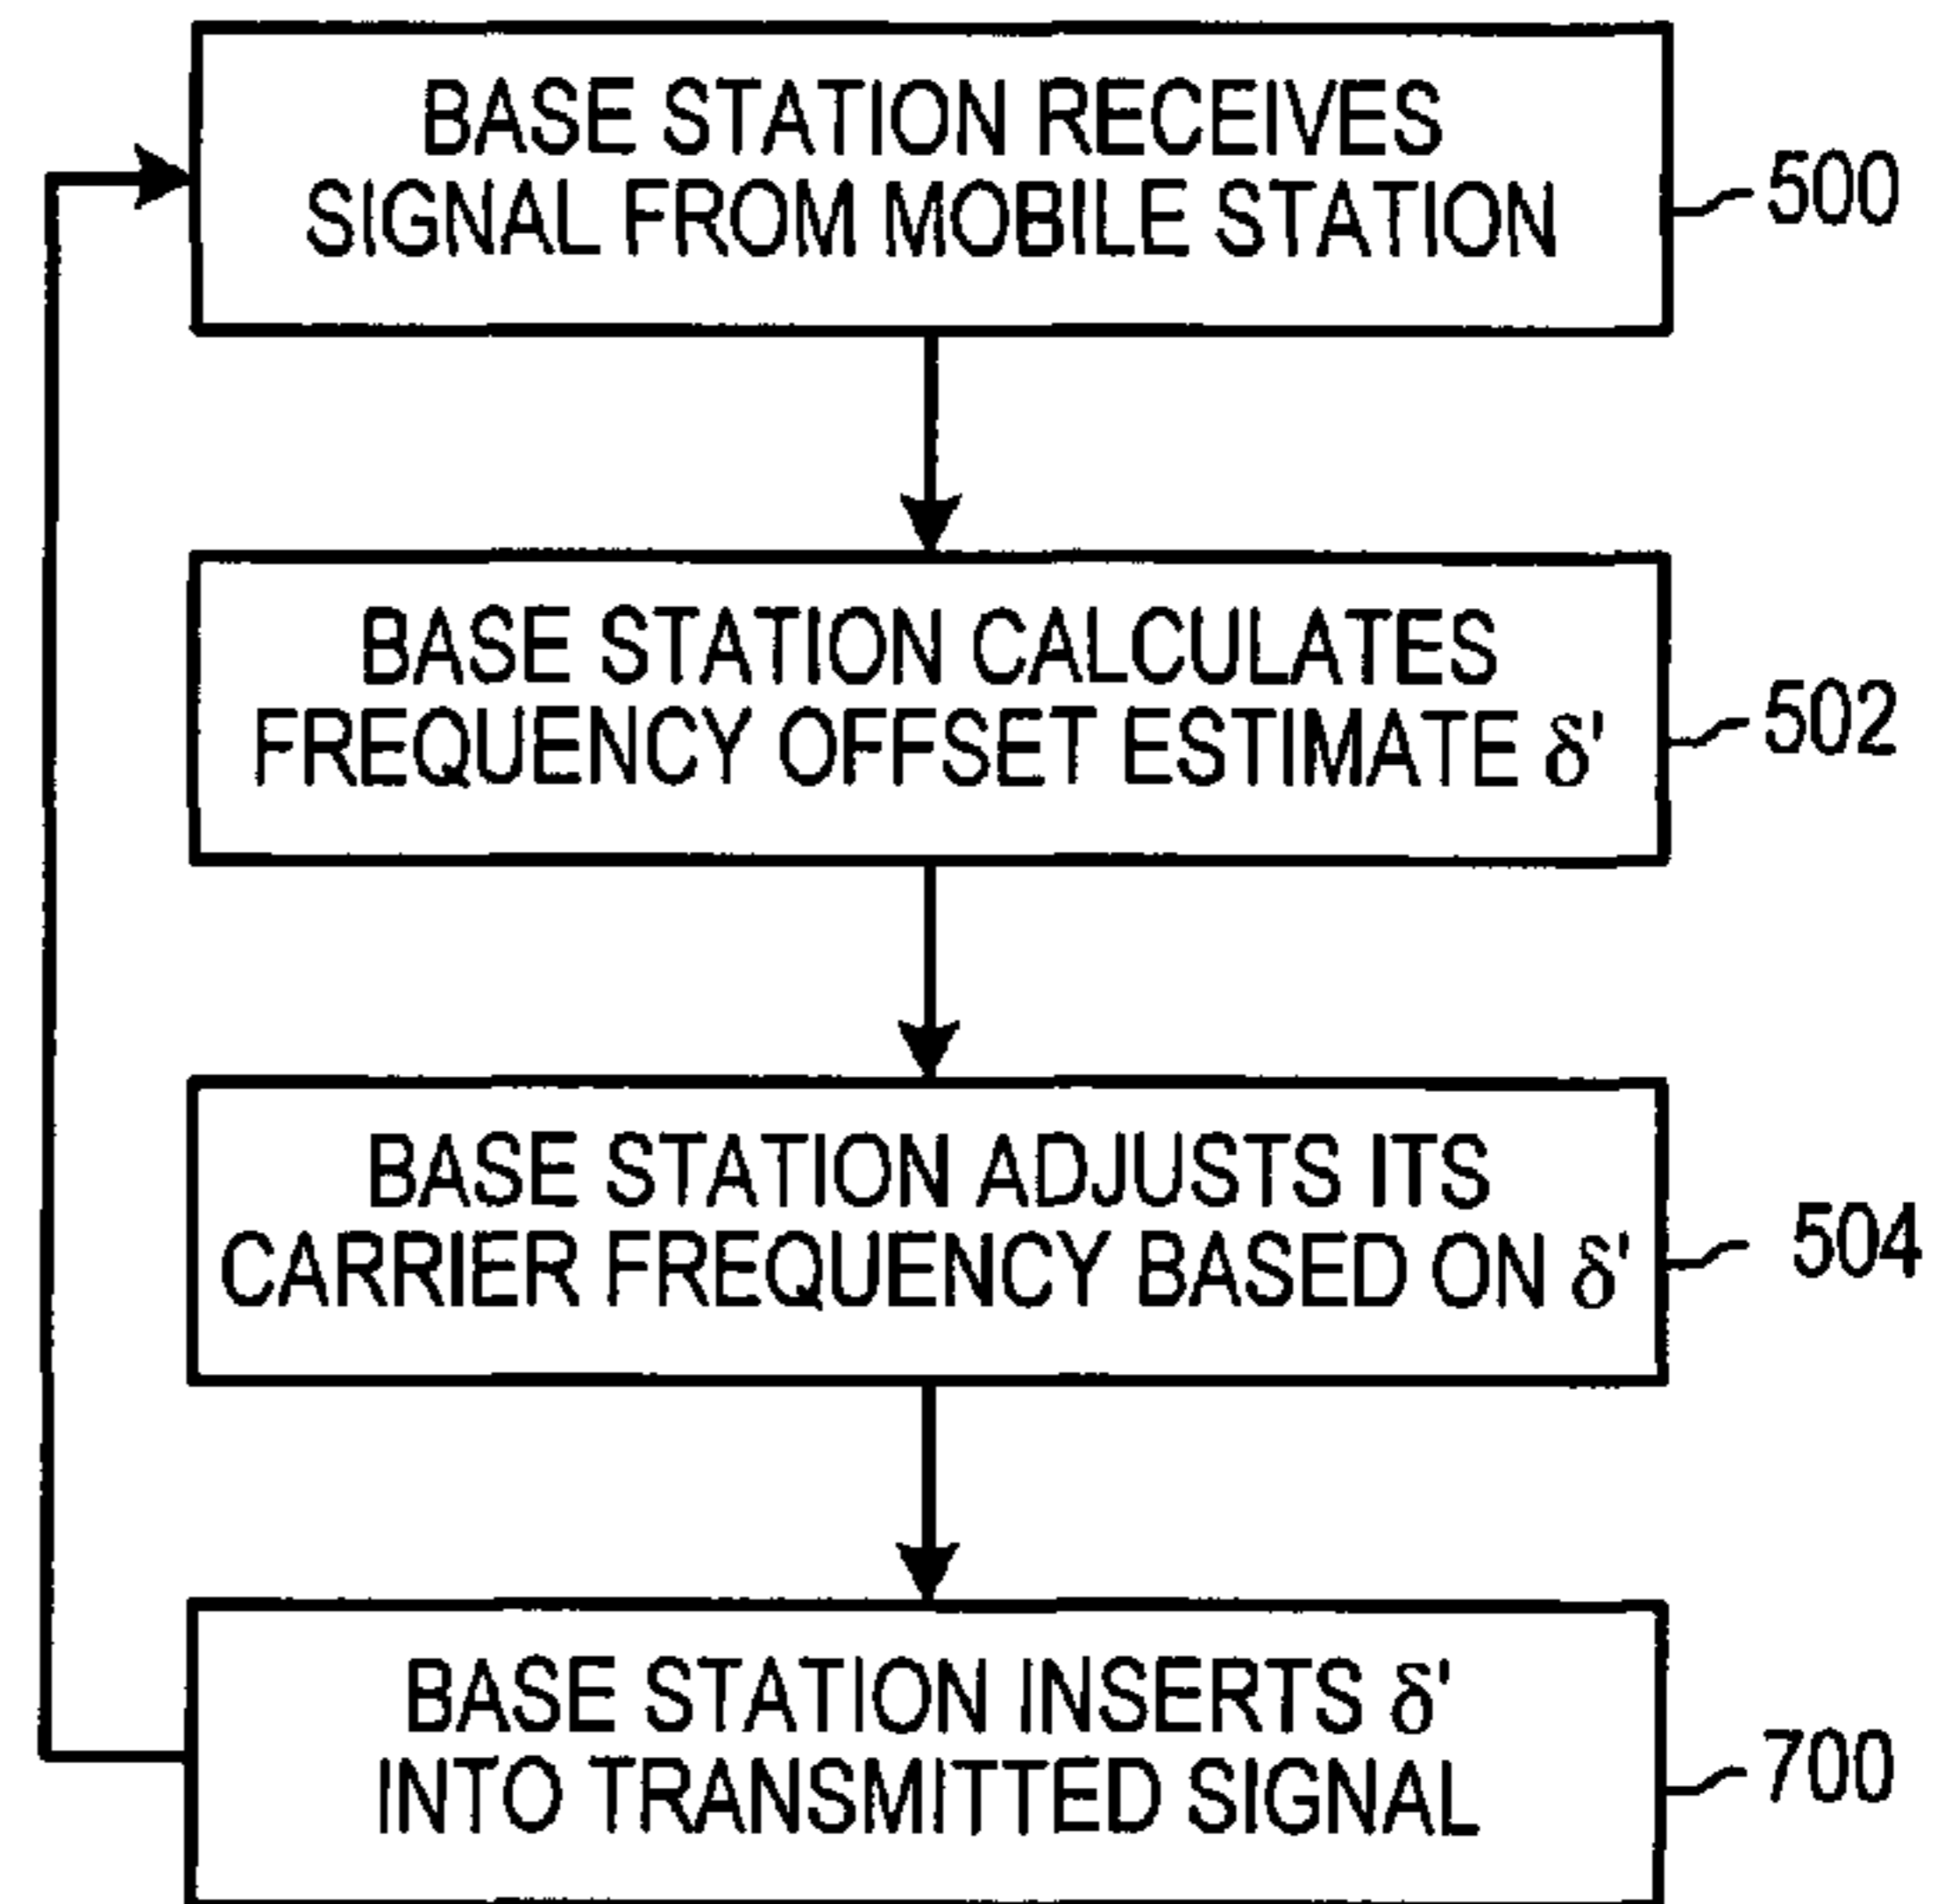 BASE STATION RECEIVES
SIGNAL FROM MOBILE STATION
500
BASE STATION CALCULATES
FREQUENCY OFFSET ESTIMATE δ'
502
BASE STATION ADJUSTS ITS
CARRIER FREQUENCY BASED ON δ'
504
BASE STATION INSERTS δ'
INTO TRANSMITTED SIGNAL
700